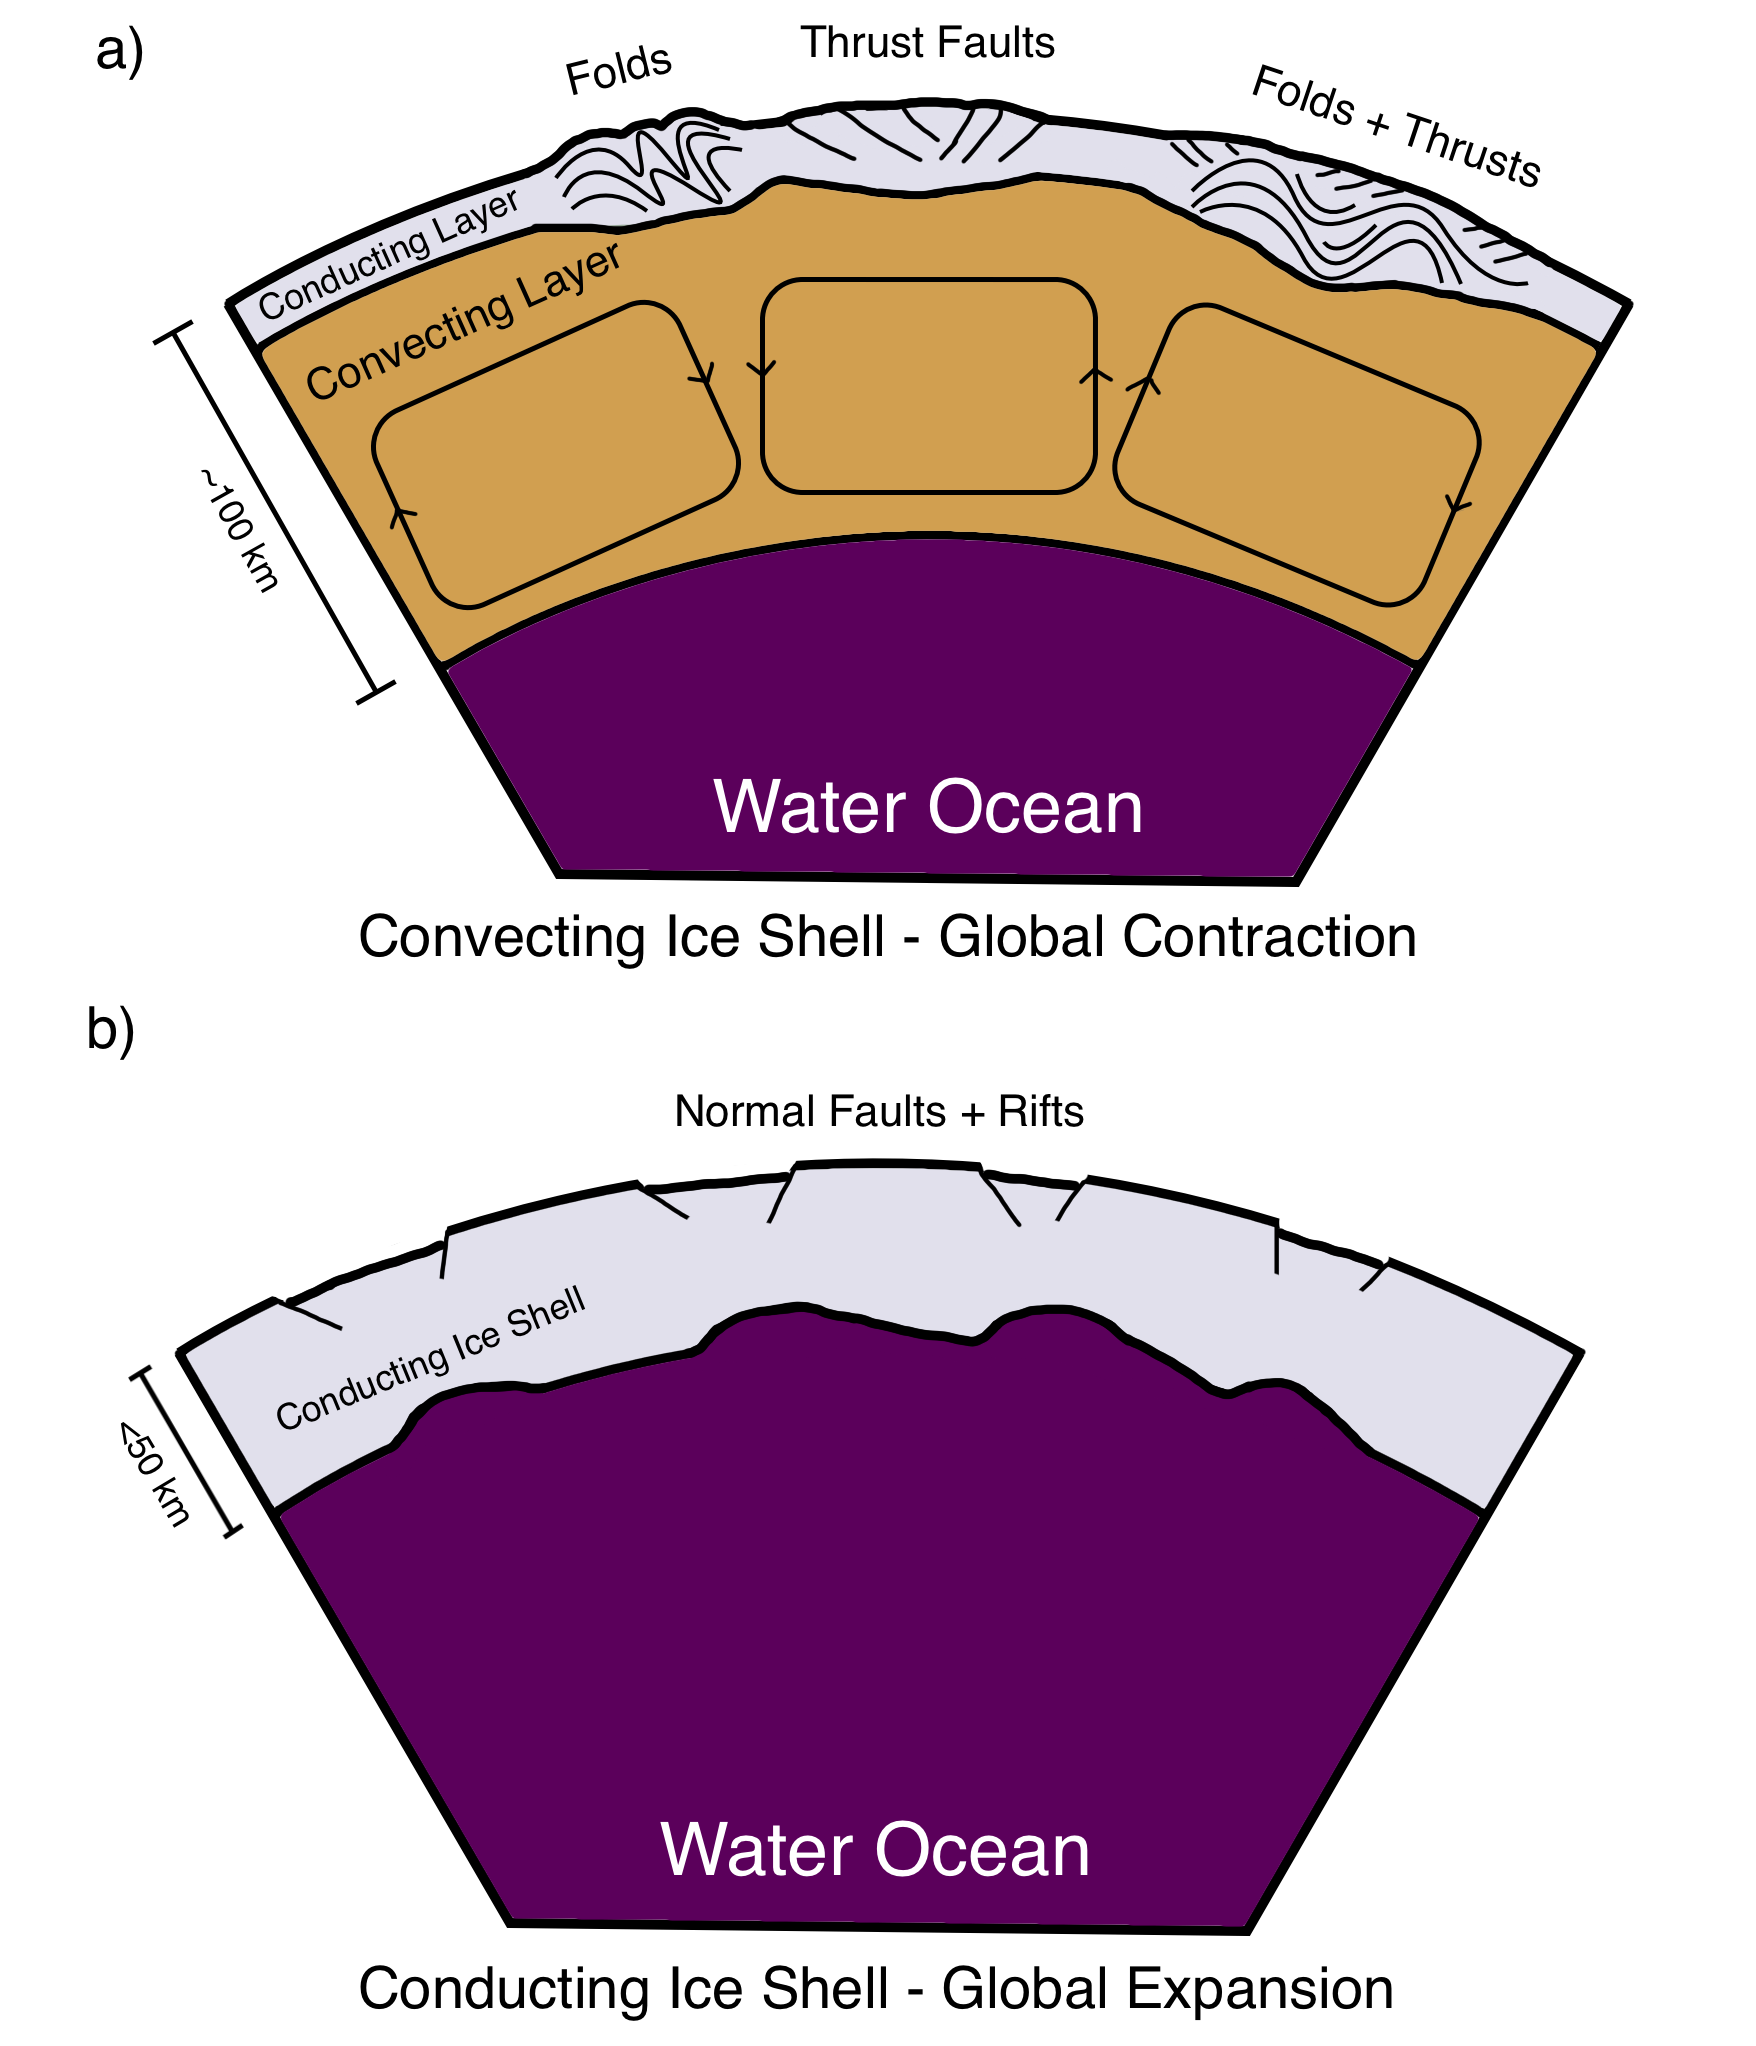 a)
Folds
Thrust Faults
Folds + Thrusts
Conducting Layer
Convecting Layer
~100 km
Water Ocean
Convecting Ice Shell - Global Contraction
b)
Normal Faults + Rifts
Conducting Ice Shell
<50 km
Water Ocean
Conducting Ice Shell - Global Expansion